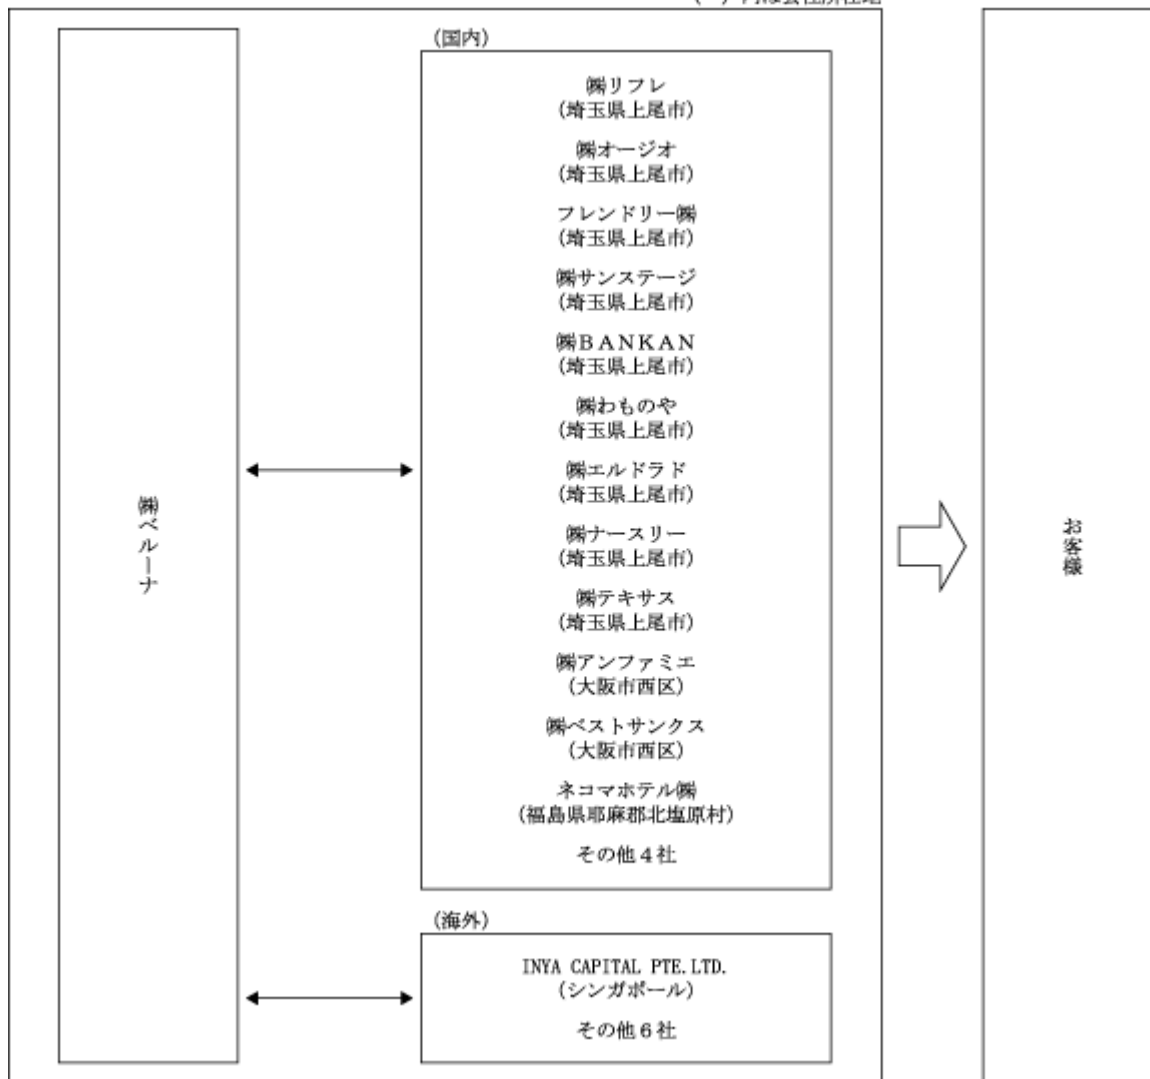 (国内)
㈱リフレ
(埼玉県上尾市)
㈱オージオ
(埼玉県上尾市)
フレンドリー㈱
(埼玉県上尾市)
㈱サンステージ
(埼玉県上尾市)
㈱ＢＡＮＫＡＮ
(埼玉県上尾市)
㈱わものや
(埼玉県上尾市)
㈱エルドラド
(埼玉県上尾市)
㈱ナースリー
(埼玉県上尾市)
㈱テキサス
(埼玉県上尾市)
㈱アンファミエ
(大阪市西区)
㈱ベストサンクス
(大阪市西区)
ネコマホテル㈱
(福島県耶麻郡北塩原村)
その他４社
㈱ベルーナ
お客様
(海外)
INYA CAPITAL PTE.LTD.
(シンガポール)
その他６社